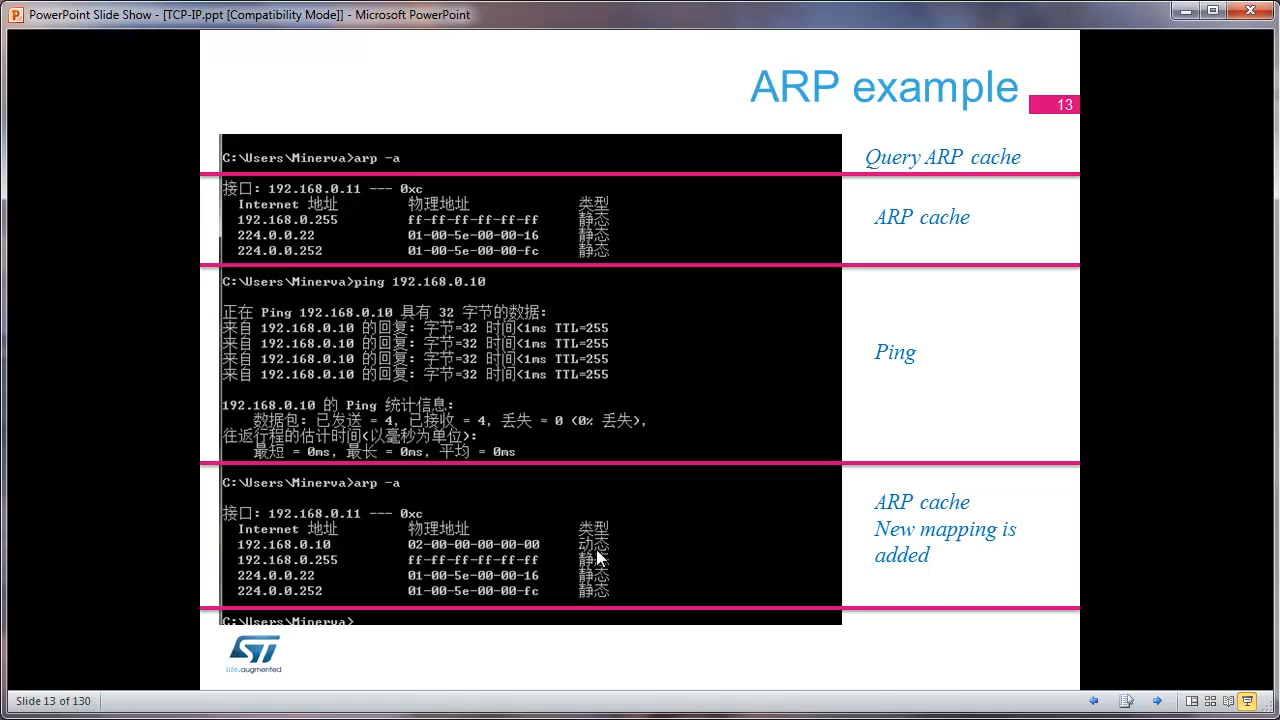 PowerPoint Slide Show - [TCP-IP.ppt [Compatibility Mode]] - Microsoft PowerPoint
ARP example
13
C:\Users\Minerva>arp -a
Query ARP cache
接口: 192.168.0.11 --- 0xc
Internet 地址 物理地址 类型
192.168.0.255 ff-ff-ff-ff-ff-ff 静态
224.0.0.22 01-00-5e-00-00-16 静态
224.0.0.252 01-00-5e-00-00-fc 静态
ARP cache
C:\Users\Minerva>ping 192.168.0.10
正在 Ping 192.168.0.10 具有 32 字节的数据:
来自 192.168.0.10 的回复: 字节=32 时间<1ms TTL=255
来自 192.168.0.10 的回复: 字节=32 时间<1ms TTL=255
来自 192.168.0.10 的回复: 字节=32 时间<1ms TTL=255
来自 192.168.0.10 的回复: 字节=32 时间<1ms TTL=255
192.168.0.10 的 Ping 统计信息:
数据包: 已发送 = 4, 已接收 = 4, 丢失 = 0 (0% 丢失),
往返行程的估计时间(以毫秒为单位):
最短 = 0ms, 最长 = 0ms, 平均 = 0ms
Ping
C:\Users\Minerva>arp -a
接口: 192.168.0.11 --- 0xc
Internet 地址 物理地址 类型
192.168.0.10 02-00-00-00-00-00 动态
192.168.0.255 ff-ff-ff-ff-ff-ff 静态
224.0.0.22 01-00-5e-00-00-16 静态
224.0.0.252 01-00-5e-00-00-fc 静态
ARP cache
New mapping is
added
C:\Users\Minerva>
ST
life.augmented
Slide 13 of 130